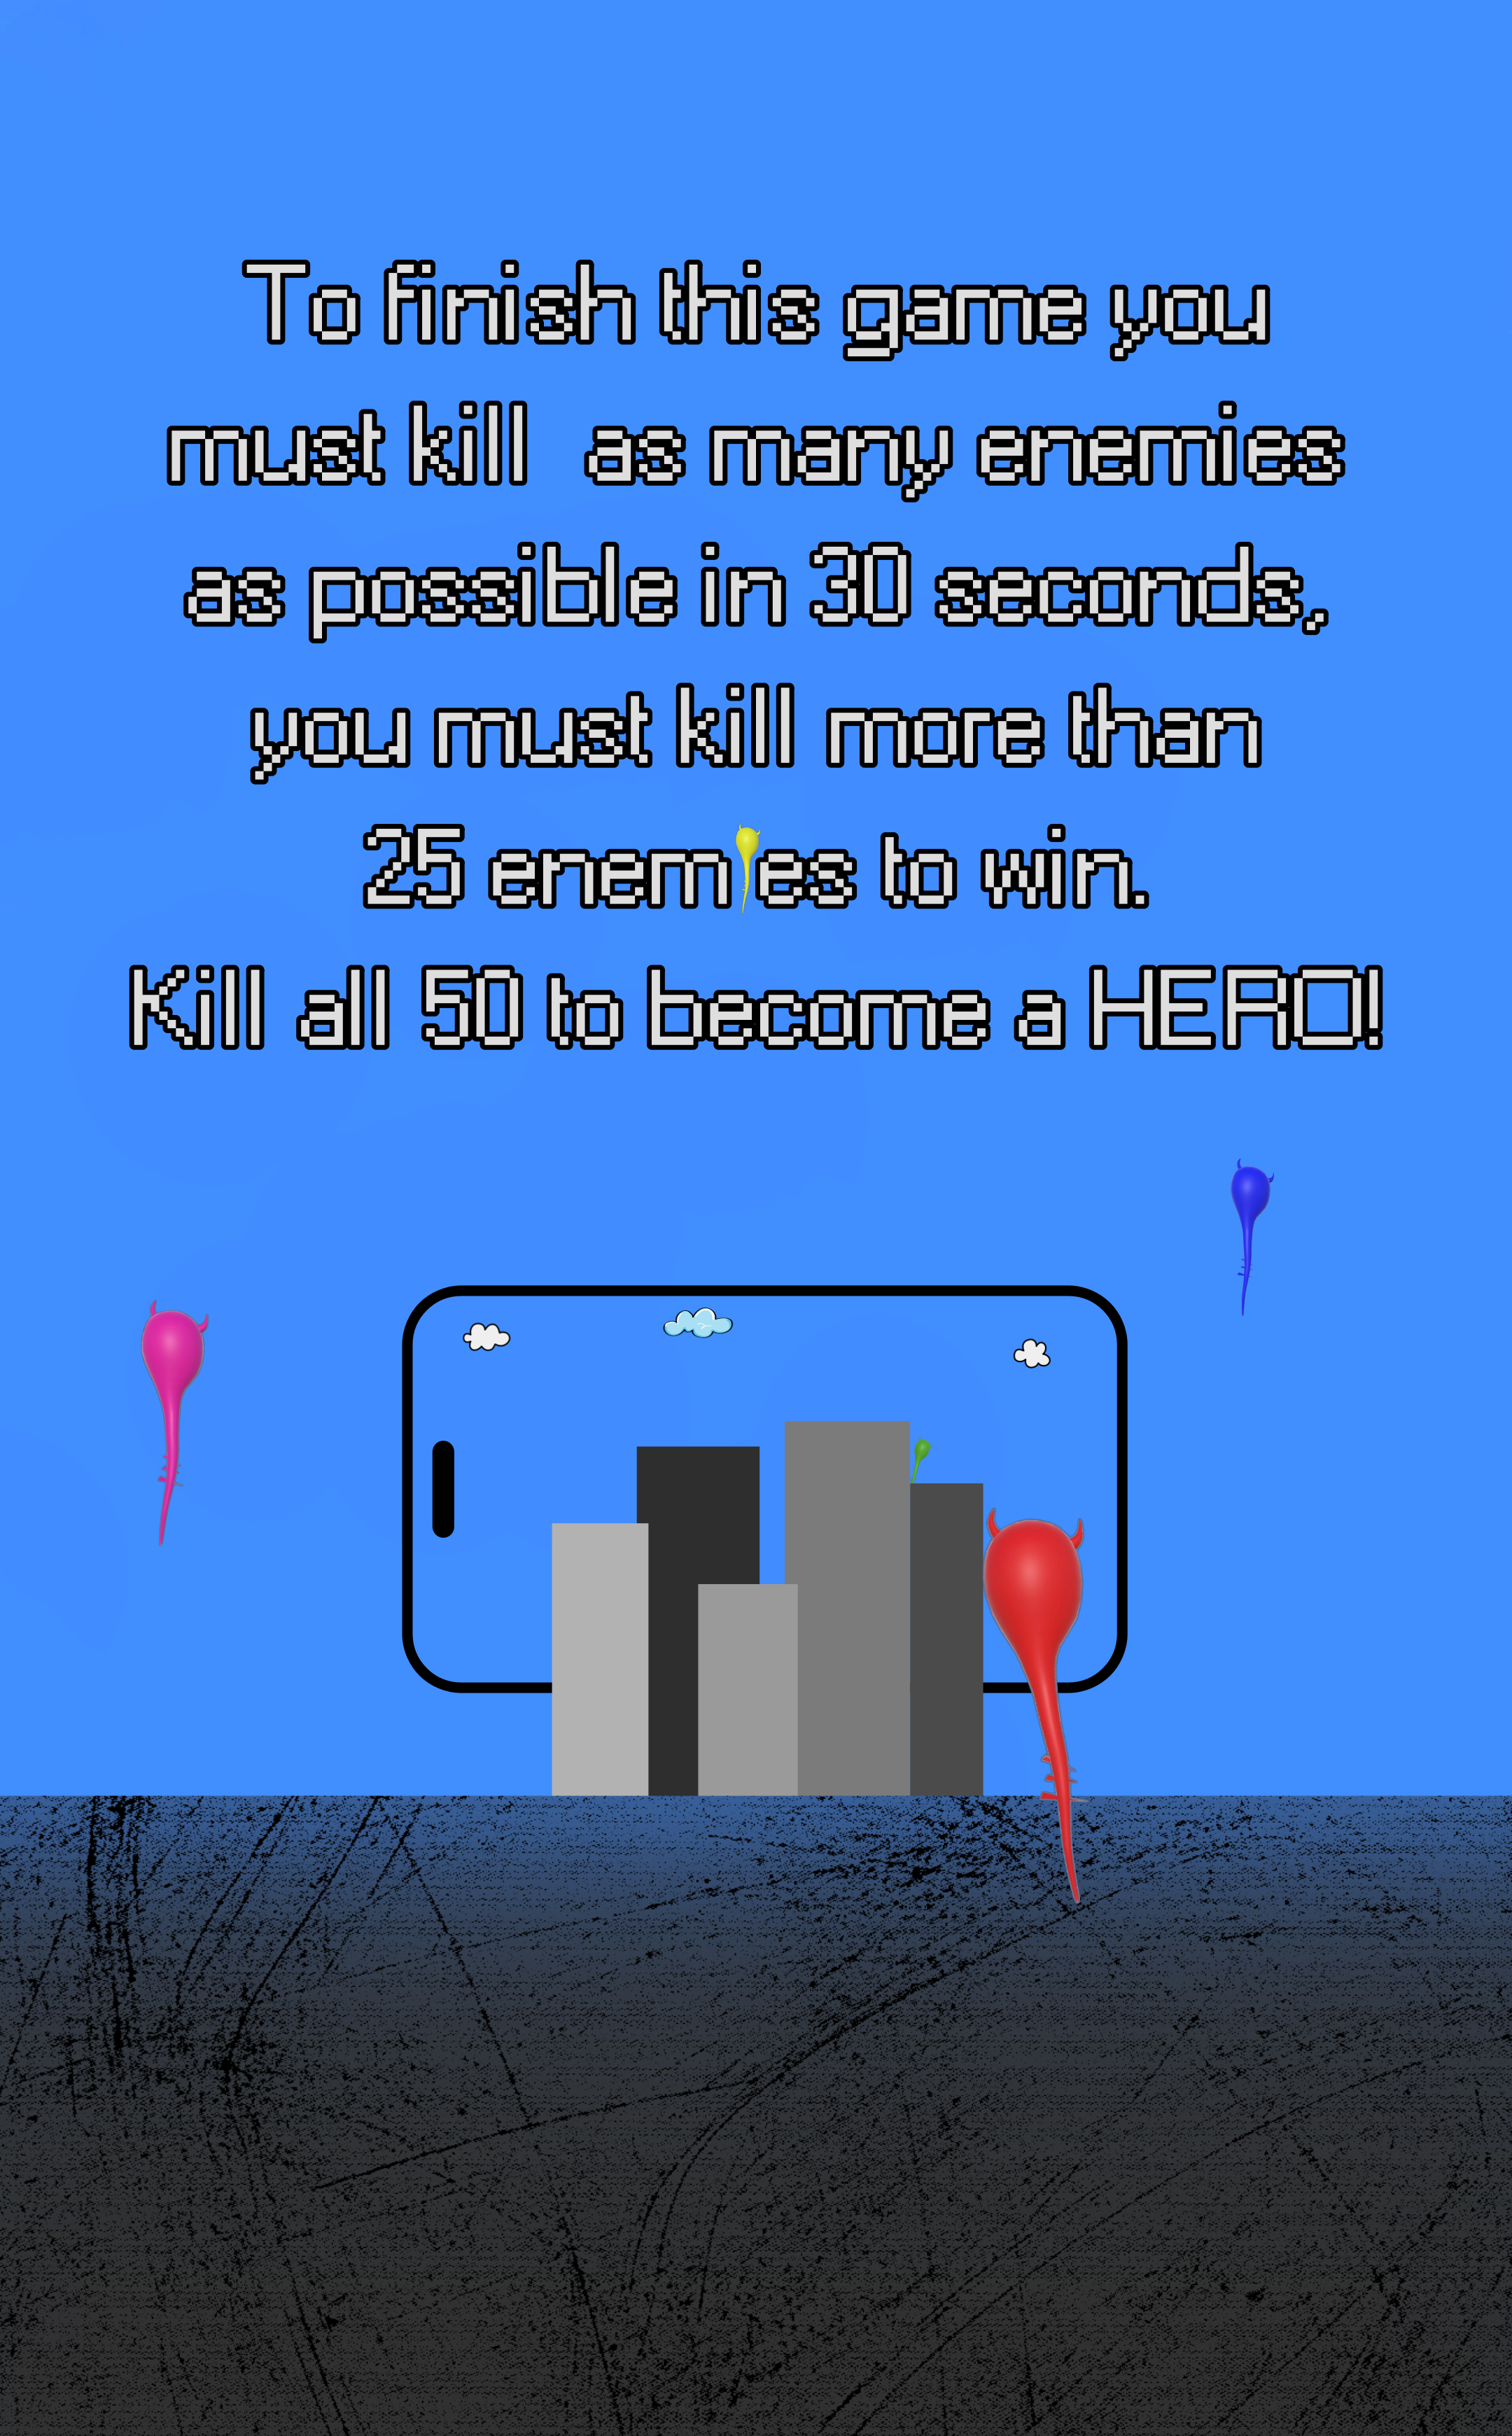 To finish this game you
must kill  as many enemies
as possible in 30 seconds,
you must kill more than
25 enemies to win.
Kill all 50 to become a HERO!